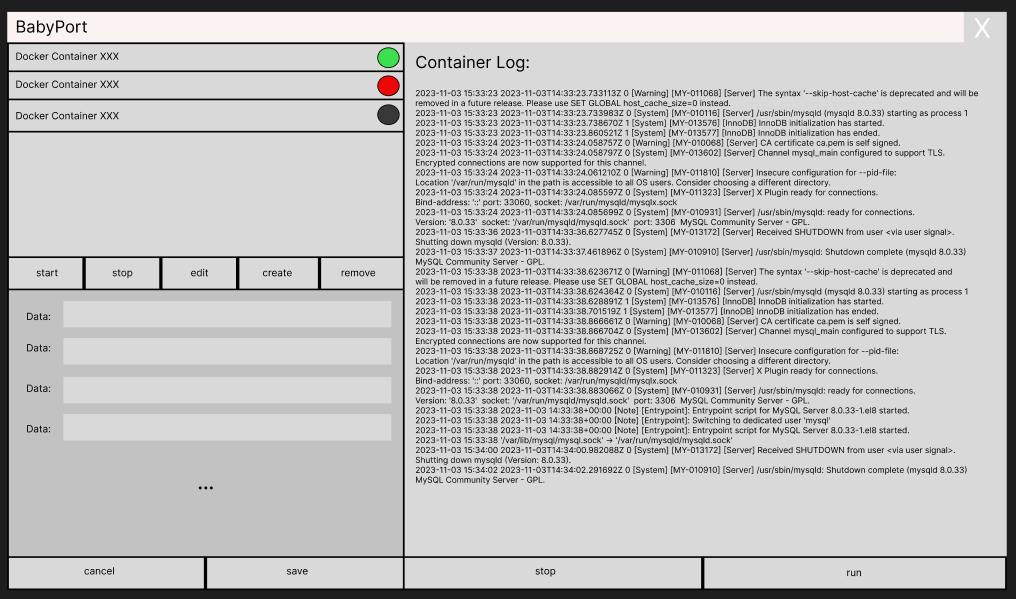 BabyPort
X
Docker Container XXX
Docker Container XXX
Docker Container XXX
start
stop
edit
create
remove
Data:
Data:
Data:
Data:
...
cancel
save
Container Log:
2023-11-03 15:33:23 2023-11-03T14:33:23.733113Z 0 [Warning] [MY-011068] [Server] The syntax '--skip-host-cache' is deprecated and will be
removed in a future release. Please use SET GLOBAL host_cache_size=0 instead.
2023-11-03 15:33:23 2023-11-03T14:33:23.733983Z 0 [System] [MY-010116] [Server] /usr/sbin/mysqld (mysqld 8.0.33) starting as process 1
2023-11-03 15:33:23 2023-11-03T14:33:23.738670Z 1 [System] [MY-013576] [InnoDB] InnoDB initialization has started.
2023-11-03 15:33:23 2023-11-03T14:33:23.860521Z 1 [System] [MY-013577] [InnoDB] InnoDB initialization has ended.
2023-11-03 15:33:24 2023-11-03T14:33:24.058757Z 0 [Warning] [MY-010068] [Server] CA certificate ca.pem is self signed.
2023-11-03 15:33:24 2023-11-03T14:33:24.058797Z 0 [System] [MY-013602] [Server] Channel mysql_main configured to support TLS.
Encrypted connections are now supported for this channel.
2023-11-03 15:33:24 2023-11-03T14:33:24.061210Z 0 [Warning] [MY-011810] [Server] Insecure configuration for --pid-file:
Location '/var/run/mysqld' in the path is accessible to all OS users. Consider choosing a different directory.
2023-11-03 15:33:24 2023-11-03T14:33:24.085597Z 0 [System] [MY-011323] [Server] X Plugin ready for connections.
Bind-address: '::' port: 33060, socket: /var/run/mysqld/mysqlx.sock
2023-11-03 15:33:24 2023-11-03T14:33:24.085699Z 0 [System] [MY-010931] [Server] /usr/sbin/mysqld: ready for connections.
Version: '8.0.33' socket: '/var/run/mysqld/mysqld.sock' port: 3306 MySQL Community Server - GPL.
2023-11-03 15:33:36 2023-11-03T14:33:36.627745Z 0 [System] [MY-013172] [Server] Received SHUTDOWN from user <via user signal>.
Shutting down mysqld (Version: 8.0.33).
2023-11-03 15:33:37 2023-11-03T14:33:37.461896Z 0 [System] [MY-010910] [Server] /usr/sbin/mysqld: Shutdown complete (mysqld 8.0.33)
MySQL Community Server - GPL.
2023-11-03 15:33:38 2023-11-03T14:33:38.623671Z 0 [Warning] [MY-011068] [Server] The syntax '--skip-host-cache' is deprecated and
will be removed in a future release. Please use SET GLOBAL host_cache_size=0 instead.
2023-11-03 15:33:38 2023-11-03T14:33:38.624364Z 0 [System] [MY-010116] [Server] /usr/sbin/mysqld (mysqld 8.0.33) starting as process 1
2023-11-03 15:33:38 2023-11-03T14:33:38.628891Z 1 [System] [MY-013576] [InnoDB] InnoDB initialization has started.
2023-11-03 15:33:38 2023-11-03T14:33:38.701519Z 1 [System] [MY-013577] [InnoDB] InnoDB initialization has ended.
2023-11-03 15:33:38 2023-11-03T14:33:38.866661Z 0 [Warning] [MY-010068] [Server] CA certificate ca.pem is self signed.
2023-11-03 15:33:38 2023-11-03T14:33:38.866704Z 0 [System] [MY-013602] [Server] Channel mysql_main configured to support TLS.
Encrypted connections are now supported for this channel.
2023-11-03 15:33:38 2023-11-03T14:33:38.868725Z 0 [Warning] [MY-011810] [Server] Insecure configuration for --pid-file:
Location '/var/run/mysqld' in the path is accessible to all OS users. Consider choosing a different directory.
2023-11-03 15:33:38 2023-11-03T14:33:38.882914Z 0 [System] [MY-011323] [Server] X Plugin ready for connections.
Bind-address: '::' port: 33060, socket: /var/run/mysqld/mysqlx.sock
2023-11-03 15:33:38 2023-11-03T14:33:38.883066Z 0 [System] [MY-010931] [Server] /usr/sbin/mysqld: ready for connections.
Version: '8.0.33' socket: '/var/run/mysqld/mysqld.sock' port: 3306 MySQL Community Server - GPL.
2023-11-03 15:33:38 2023-11-03 14:33:38+00:00 [Note] [Entrypoint]: Entrypoint script for MySQL Server 8.0.33-1.el8 started.
2023-11-03 15:33:38 2023-11-03 14:33:38+00:00 [Note] [Entrypoint]: Switching to dedicated user 'mysql'
2023-11-03 15:33:38 2023-11-03 14:33:38+00:00 [Note] [Entrypoint]: Entrypoint script for MySQL Server 8.0.33-1.el8 started.
2023-11-03 15:33:38 '/var/lib/mysql/mysql.sock' -> '/var/run/mysqld/mysqld.sock'
2023-11-03 15:34:00 2023-11-03T14:34:00.982088Z 0 [System] [MY-013172] [Server] Received SHUTDOWN from user <via user signal>.
Shutting down mysqld (Version: 8.0.33).
2023-11-03 15:34:02 2023-11-03T14:34:02.291692Z 0 [System] [MY-010910] [Server] /usr/sbin/mysqld: Shutdown complete (mysqld 8.0.33)
MySQL Community Server - GPL.
stop
run